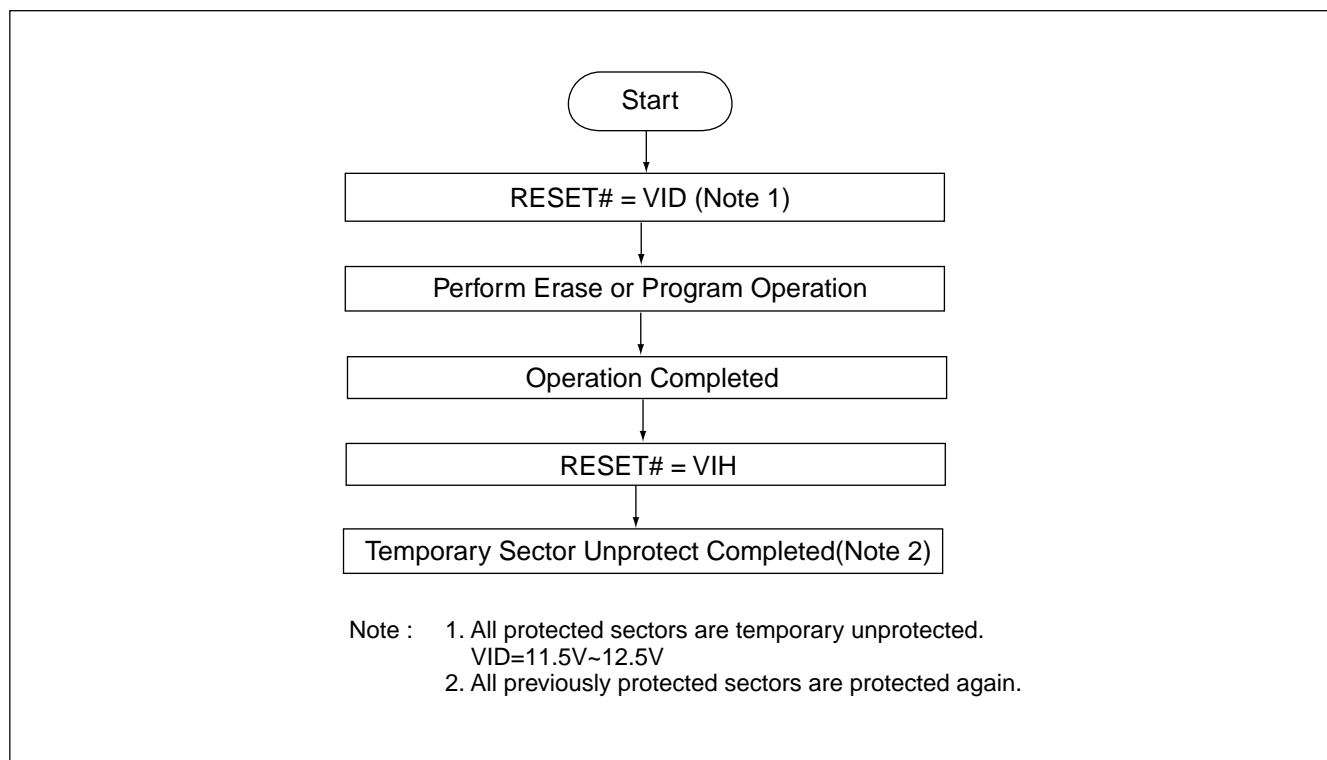 Start
RESET# = VID (Note 1)
Perform Erase or Program Operation
Operation Completed
RESET# = VIH
Temporary Sector Unprotect Completed(Note 2)
Note : 1. All protected sectors are temporary unprotected.
VID=11.5V~12.5V
2. All previously protected sectors are protected again.